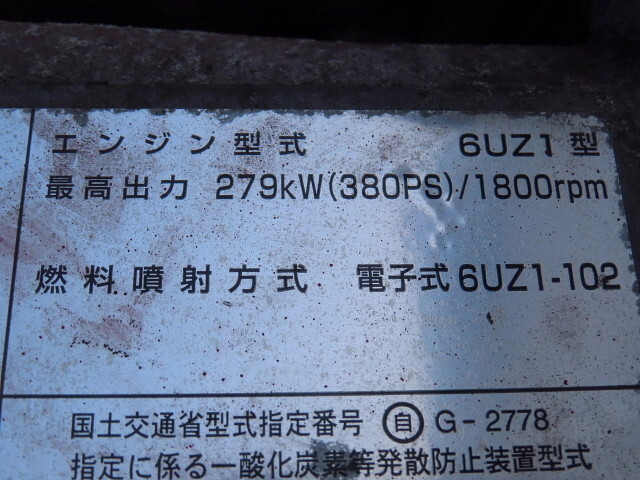 エンジン型式 6UZ1型
最高出力 279kW(380PS)/1800rpm
燃料噴射方式 電子式6UZ1-102
国土交通省型式指定番号 ㊝ G-2778
指定に係る一酸化炭素等発散防止装置型式